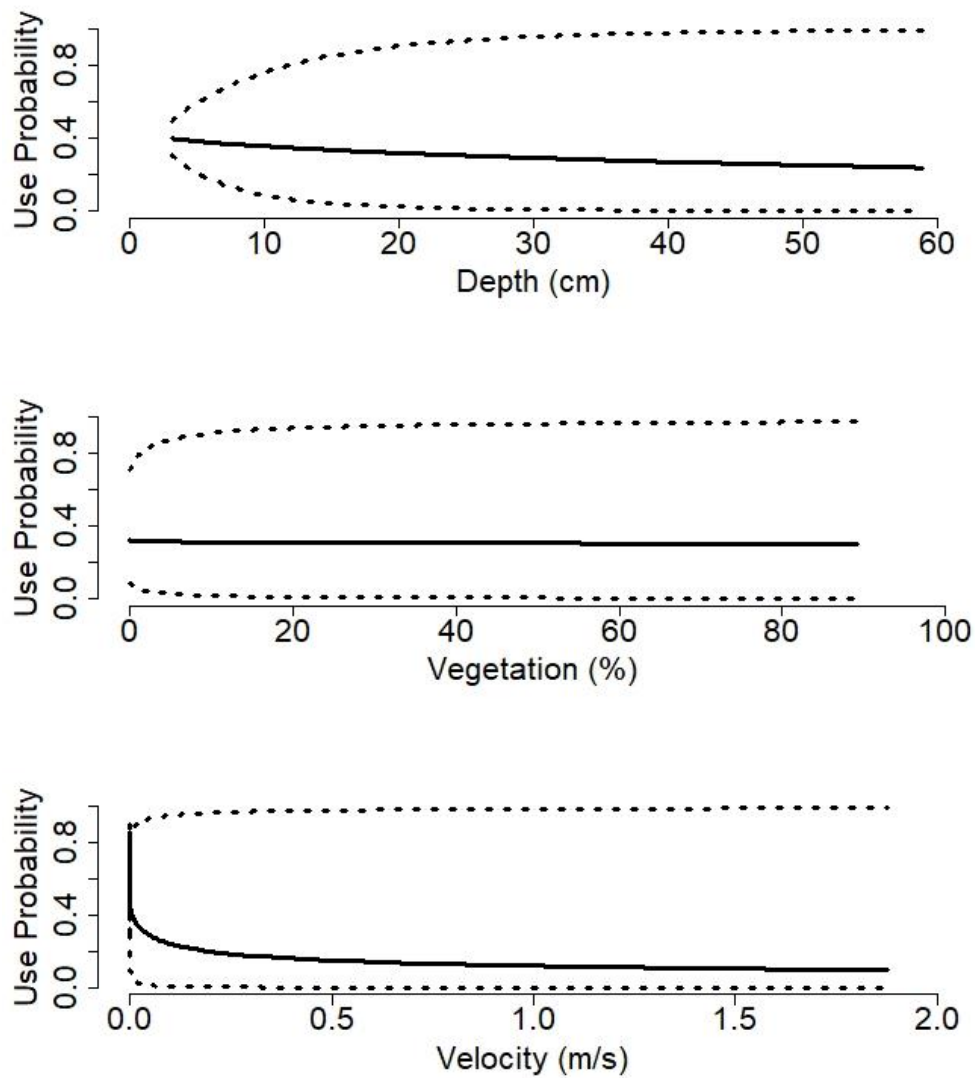 Use Probability
0.0 0.4 0.8
0 10 20 30 40 50 60
Depth (cm)
Use Probability
0.0 0.4 0.8
0 20 40 60 80 100
Vegetation (%)
Use Probability
0.0 0.4 0.8
0.0 0.5 1.0 1.5 2.0
Velocity (m/s)